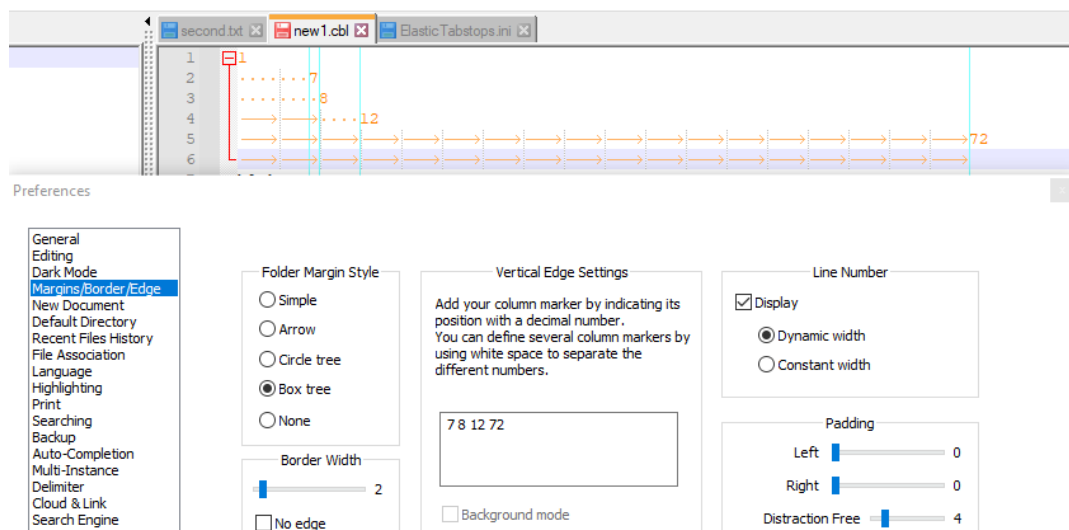 second.txt
new1.cbl
ElasticTabstops.ini
1 1
2 7
3 8
4 12
5 72
6
Preferences
General
Editing
Dark Mode
Margins/Border/Edge
New Document
Default Directory
Recent Files History
File Association
Language
Highlighting
Print
Searching
Backup
Auto-Completion
Multi-Instance
Delimiter
Cloud & Link
Search Engine
Folder Margin Style
Simple
Arrow
Circle tree
Box tree
None
Border Width
2
No edge
Vertical Edge Settings
Add your column marker by indicating its
position with a decimal number.
You can define several column markers by
using white space to separate the
different numbers.
7 8 12 72
Background mode
Line Number
Display
Dynamic width
Constant width
Padding
Left 0
Right 0
Distraction Free 4